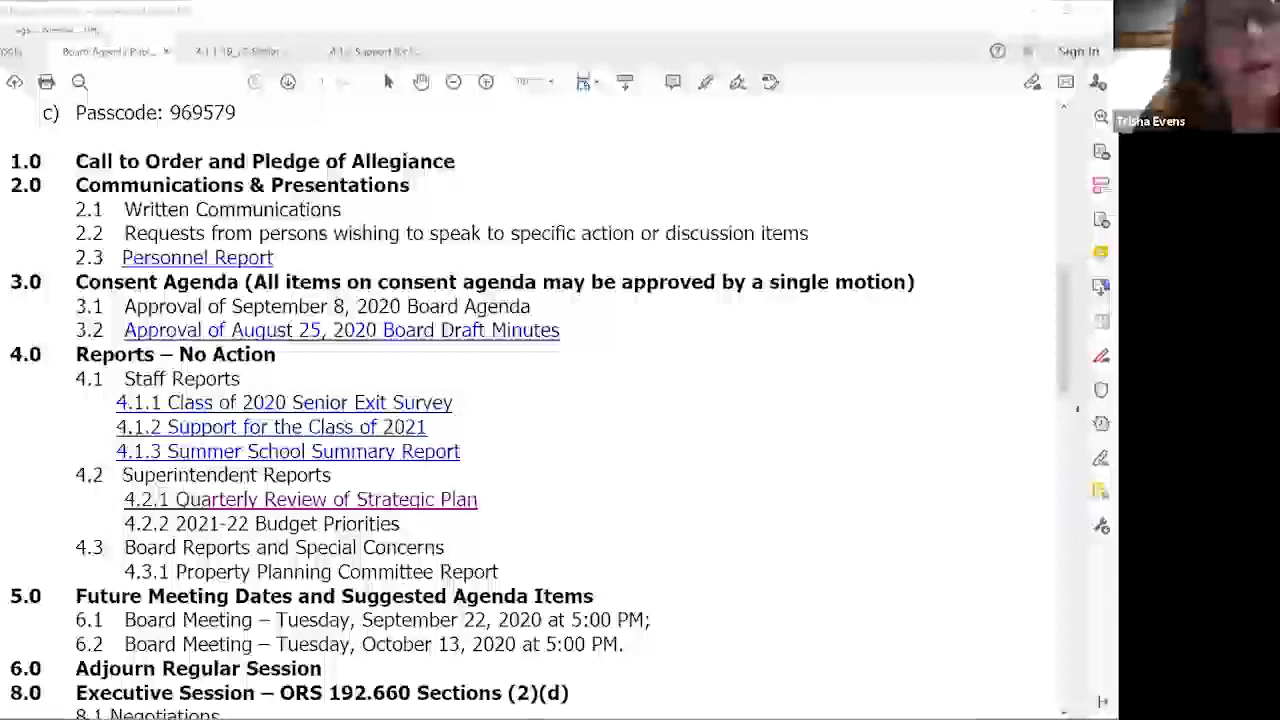 Board Agenda
Sign In
c) Passcode: 969579
Trisha Evens
1.0 Call to Order and Pledge of Allegiance
2.0 Communications & Presentations
2.1 Written Communications
2.2 Requests from persons wishing to speak to specific action or discussion items
2.3 Personnel Report
3.0 Consent Agenda (All items on consent agenda may be approved by a single motion)
3.1 Approval of September 8, 2020 Board Agenda
3.2 Approval of August 25, 2020 Board Draft Minutes
4.0 Reports – No Action
4.1 Staff Reports
4.1.1 Class of 2020 Senior Exit Survey
4.1.2 Support for the Class of 2021
4.1.3 Summer School Summary Report
4.2 Superintendent Reports
4.2.1 Quarterly Review of Strategic Plan
4.2.2 2021-22 Budget Priorities
4.3 Board Reports and Special Concerns
4.3.1 Property Planning Committee Report
5.0 Future Meeting Dates and Suggested Agenda Items
6.1 Board Meeting – Tuesday, September 22, 2020 at 5:00 PM;
6.2 Board Meeting – Tuesday, October 13, 2020 at 5:00 PM.
6.0 Adjourn Regular Session
8.0 Executive Session – ORS 192.660 Sections (2)(d)
8.1 Negotiations